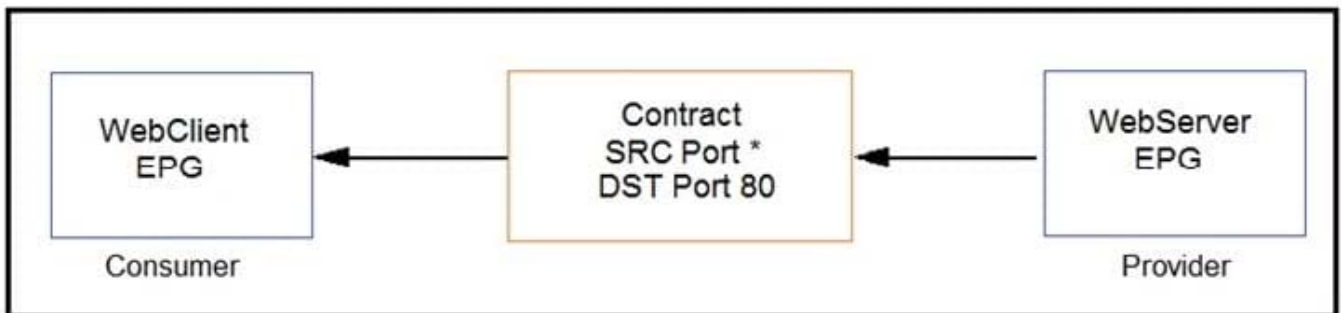 WebClient
EPG
Consumer
Contract
SRC Port *
DST Port 80
WebServer
EPG
Provider